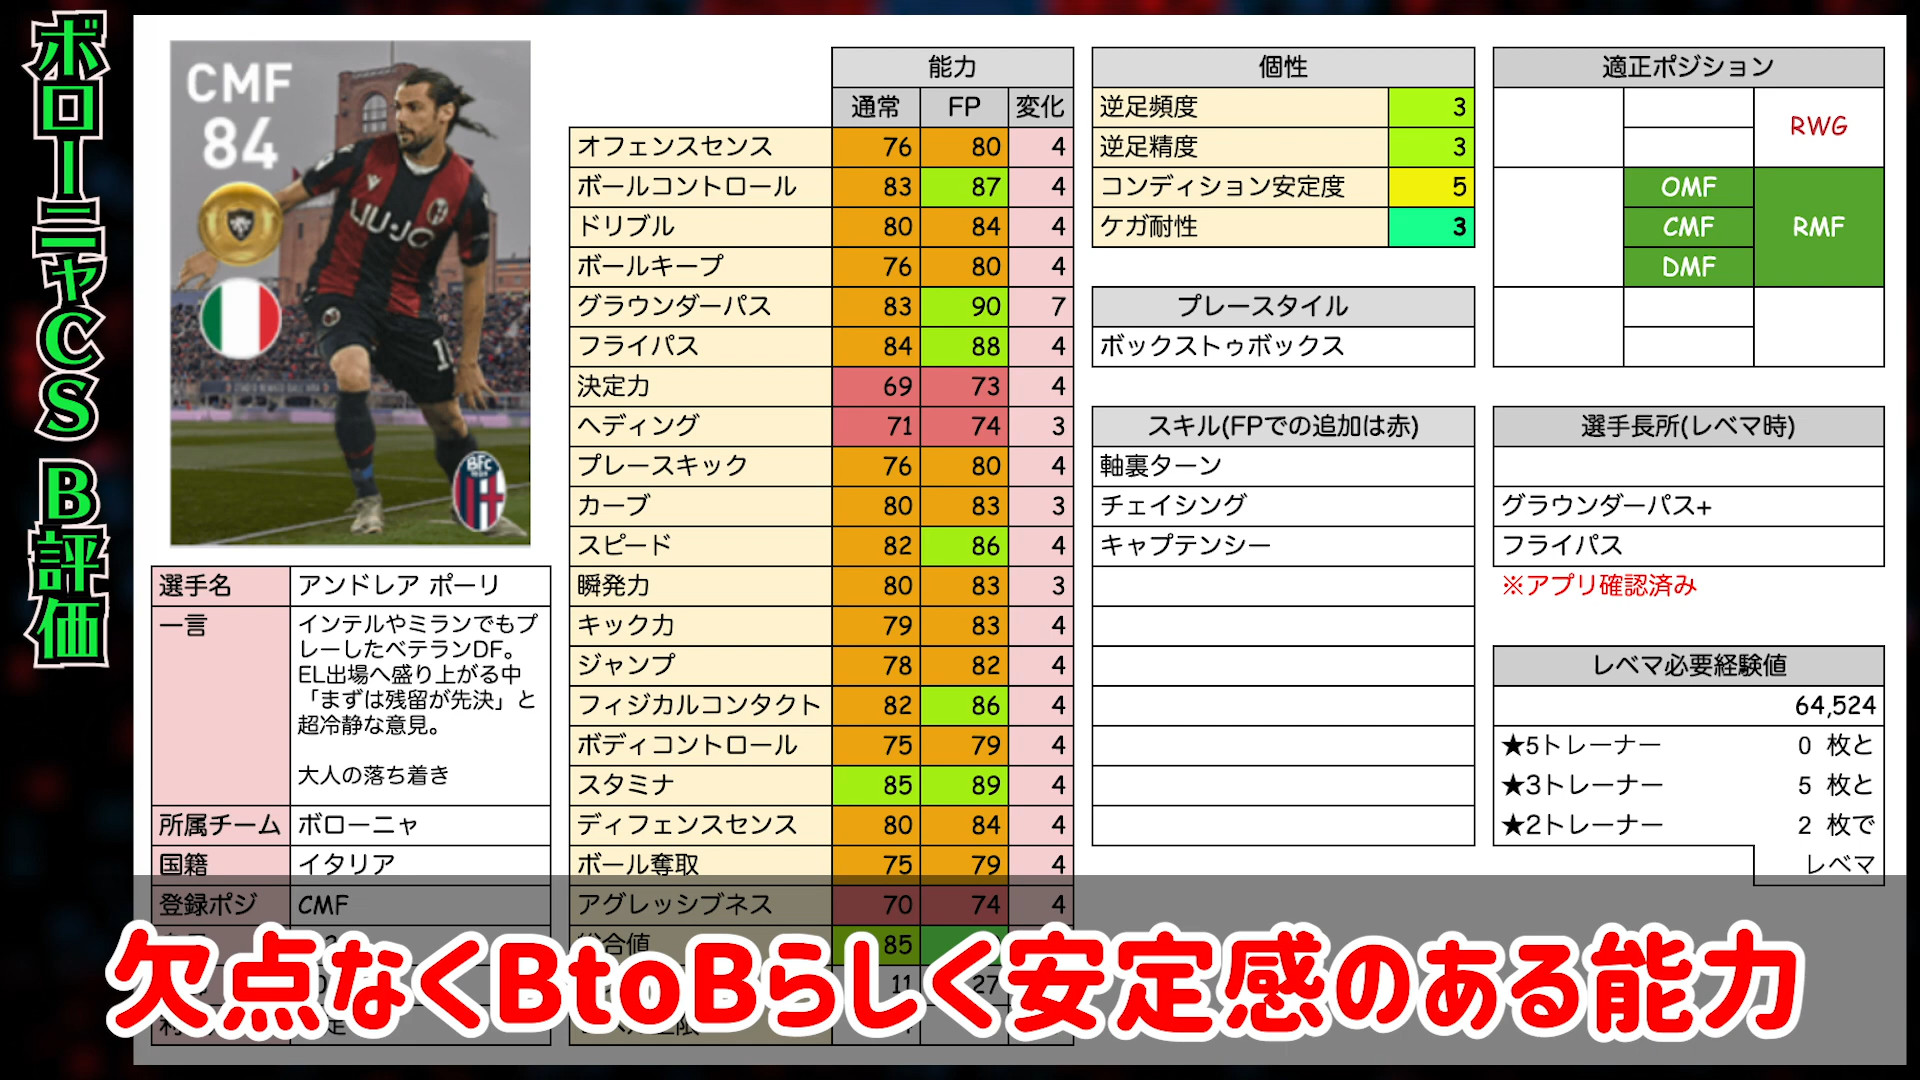 ボローニャCS B評価
CMF
84
LIU·JO
BFC
選手名 アンドレア ポーリ
一言 インテルやミランでもプ
レーしたベテランDF。
EL出場へ盛り上がる中
「まずは残留が先決」と
超冷静な意見。
大人の落ち着き
所属チーム ボローニャ
国籍 イタリア
登録ポジ CMF
能力
通常 FP 変化
オフェンスセンス 76 80 4
ボールコントロール 83 87 4
ドリブル 80 84 4
ボールキープ 76 80 4
グラウンダーパス 83 90 7
フライパス 84 88 4
決定力 69 73 4
ヘディング 71 74 3
プレースキック 76 80 4
カーブ 80 83 3
スピード 82 86 4
瞬発力 80 83 3
キック力 79 83 4
ジャンプ 78 82 4
フィジカルコンタクト 82 86 4
ボディコントロール 75 79 4
スタミナ 85 89 4
ディフェンスセンス 80 84 4
ボール奪取 75 79 4
アグレッシブネス 70 74 4
総合値 85
11 27
個性
逆足頻度 3
逆足精度 3
コンディション安定度 5
ケガ耐性 3
プレースタイル
ボックストゥボックス
スキル(FPでの追加は赤)
軸裏ターン
チェイシング
キャプテンシー
適正ポジション
RWG
OMF
CMF RMF
DMF
選手長所(レベマ時)
グラウンダーパス+
フライパス
※アプリ確認済み
レベマ必要経験値
64,524
★5トレーナー 0 枚と
★3トレーナー 5 枚と
★2トレーナー 2 枚で
レベマ
欠点なくBtoBらしく安定感のある能力